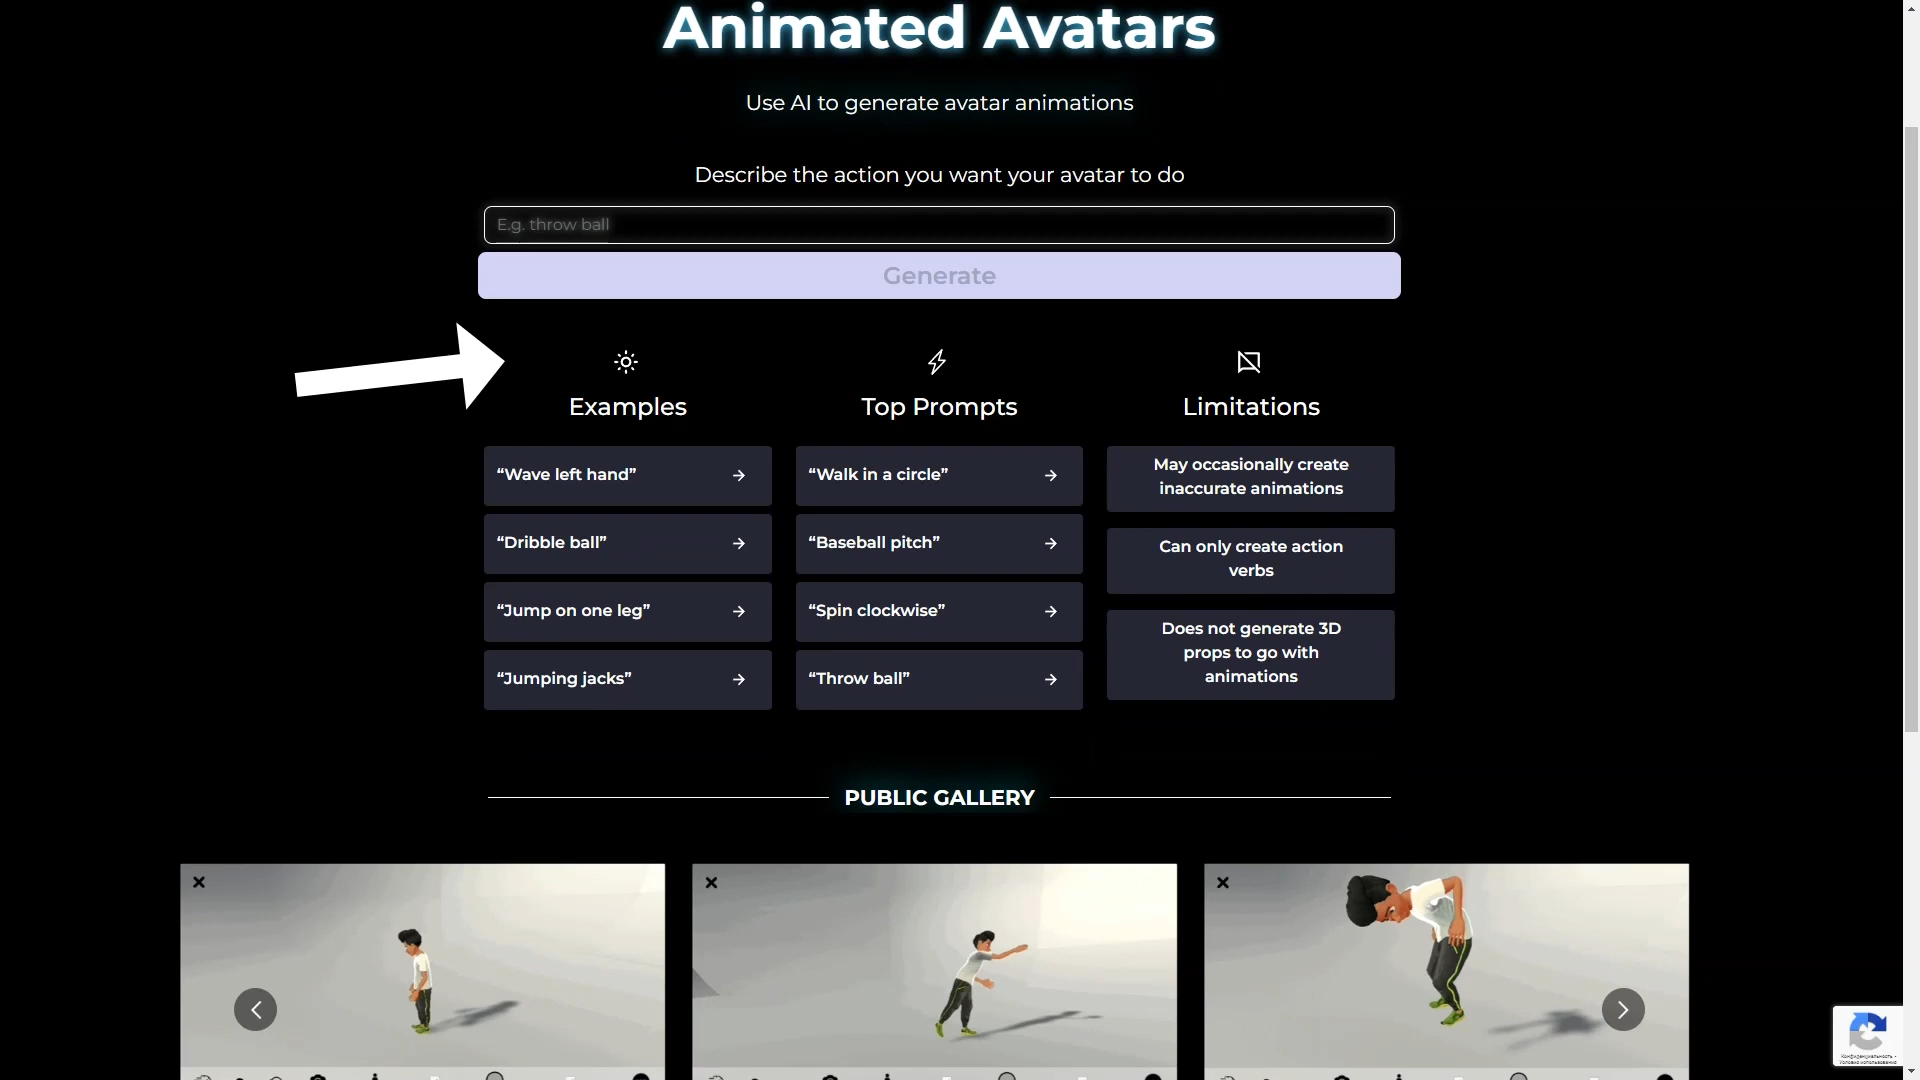 Animated Avatars
Use AI to generate avatar animations
Describe the action you want your avatar to do
E.g. throw ball
Generate
Examples
Top Prompts
Limitations
“Wave left hand”
“Dribble ball”
“Jump on one leg”
“Jumping jacks”
“Walk in a circle”
“Baseball pitch”
“Spin clockwise”
“Throw ball”
May occasionally create
inaccurate animations
Can only create action
verbs
Does not generate 3D
props to go with
animations
PUBLIC GALLERY
Конфиденциальность -
Условия использования